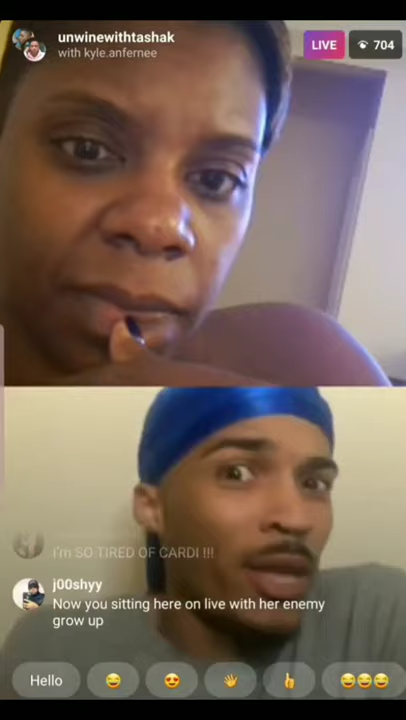 unwinewithtashak
LIVE
704
with kyle.anfernee
I'm SO TIRED OF CARDI !!!
j00shyy
Now you sitting here on live with her enemy
grow up
Hello